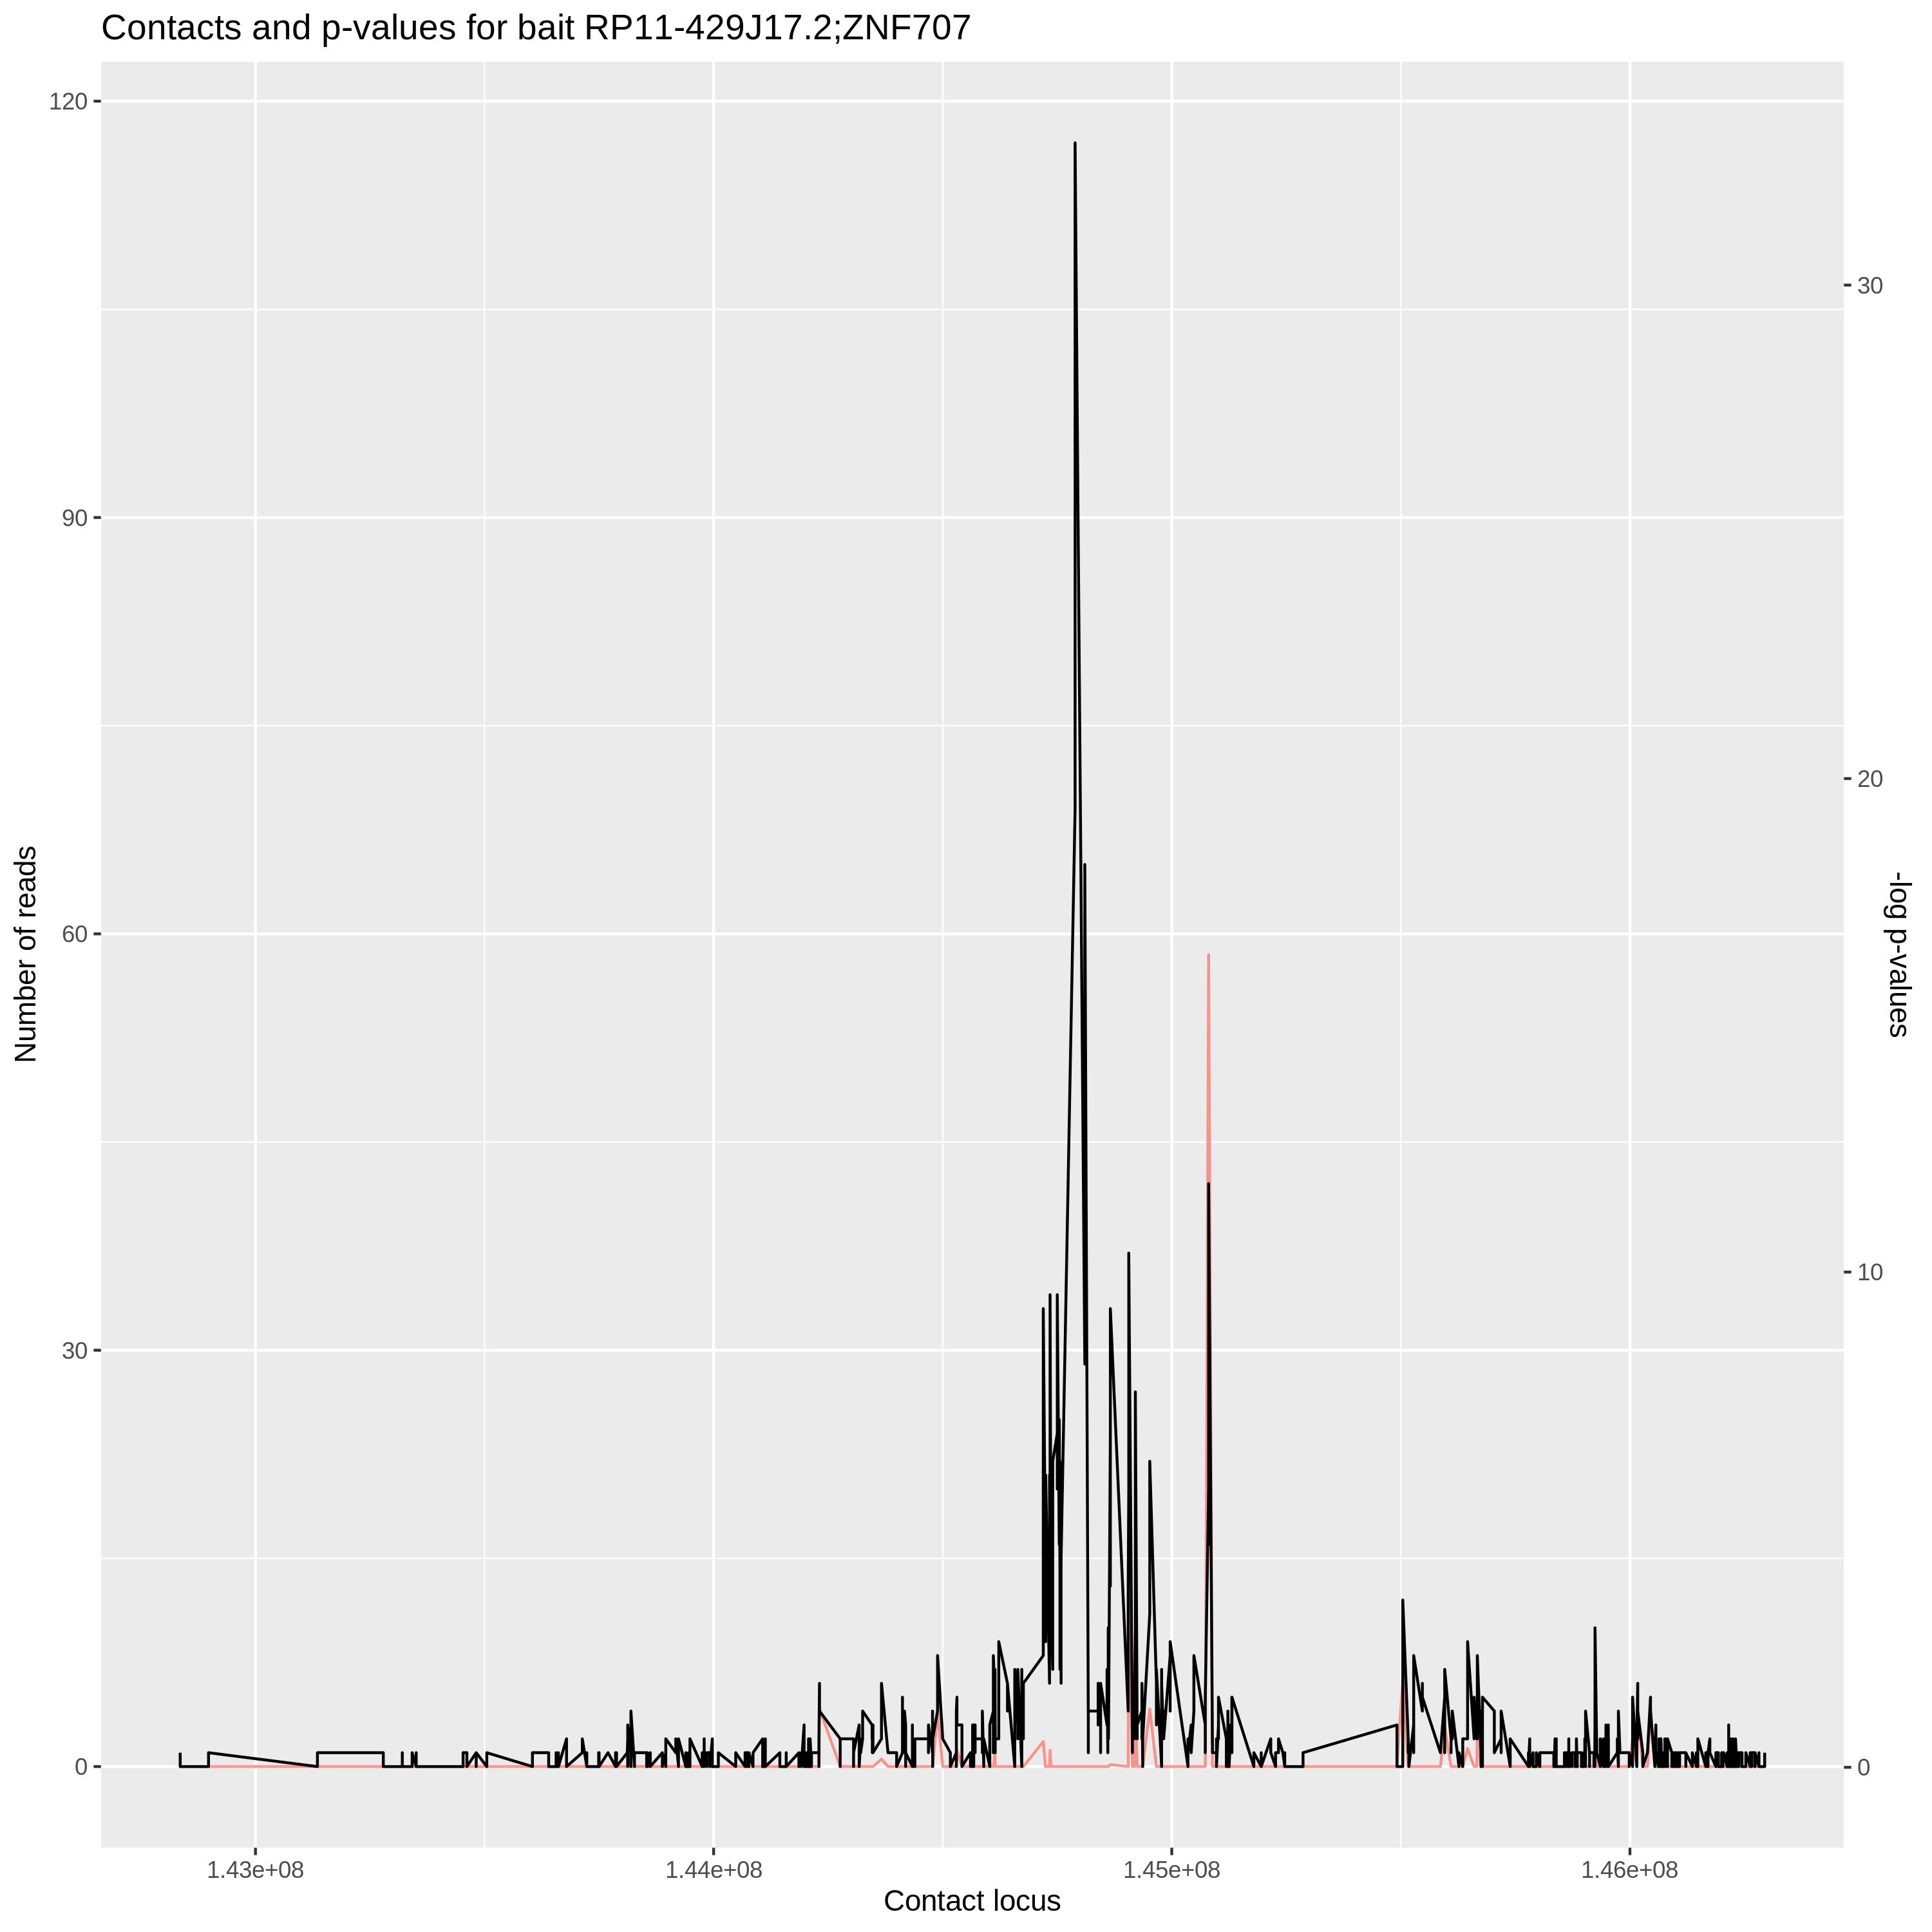 Contacts and p-values for bait RP11-429J17.2;ZNF707
120
90
60
30
0
Number of reads
30
20
10
0
-log p-values
1.43e+08
1.44e+08
1.45e+08
1.46e+08
Contact locus